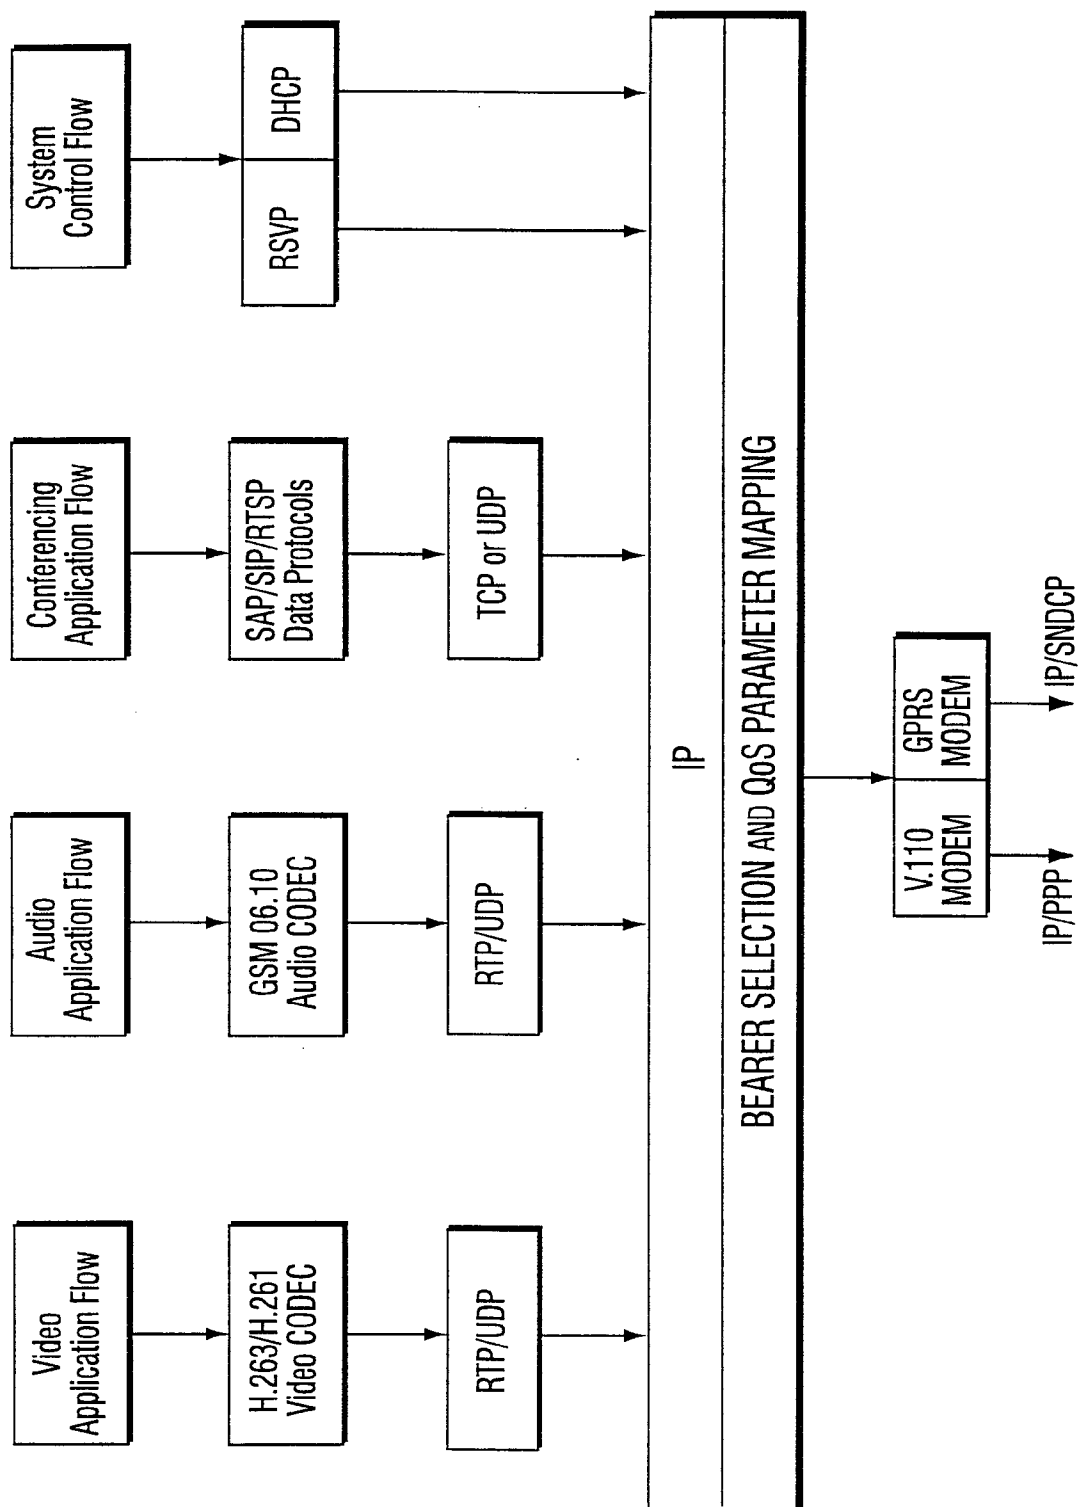 Video
Application Flow
H.263/H.261
Video CODEC
RTP/UDP
Audio
Application Flow
GSM 06.10
Audio CODEC
RTP/UDP
Conferencing
Application Flow
SAP/SIP/RTSP
Data Protocols
TCP or UDP
System
Control Flow
RSVP
DHCP
IP
BEARER SELECTION AND QoS PARAMETER MAPPING
V.110
MODEM
GPRS
MODEM
IP/PPP
IP/SNDCP